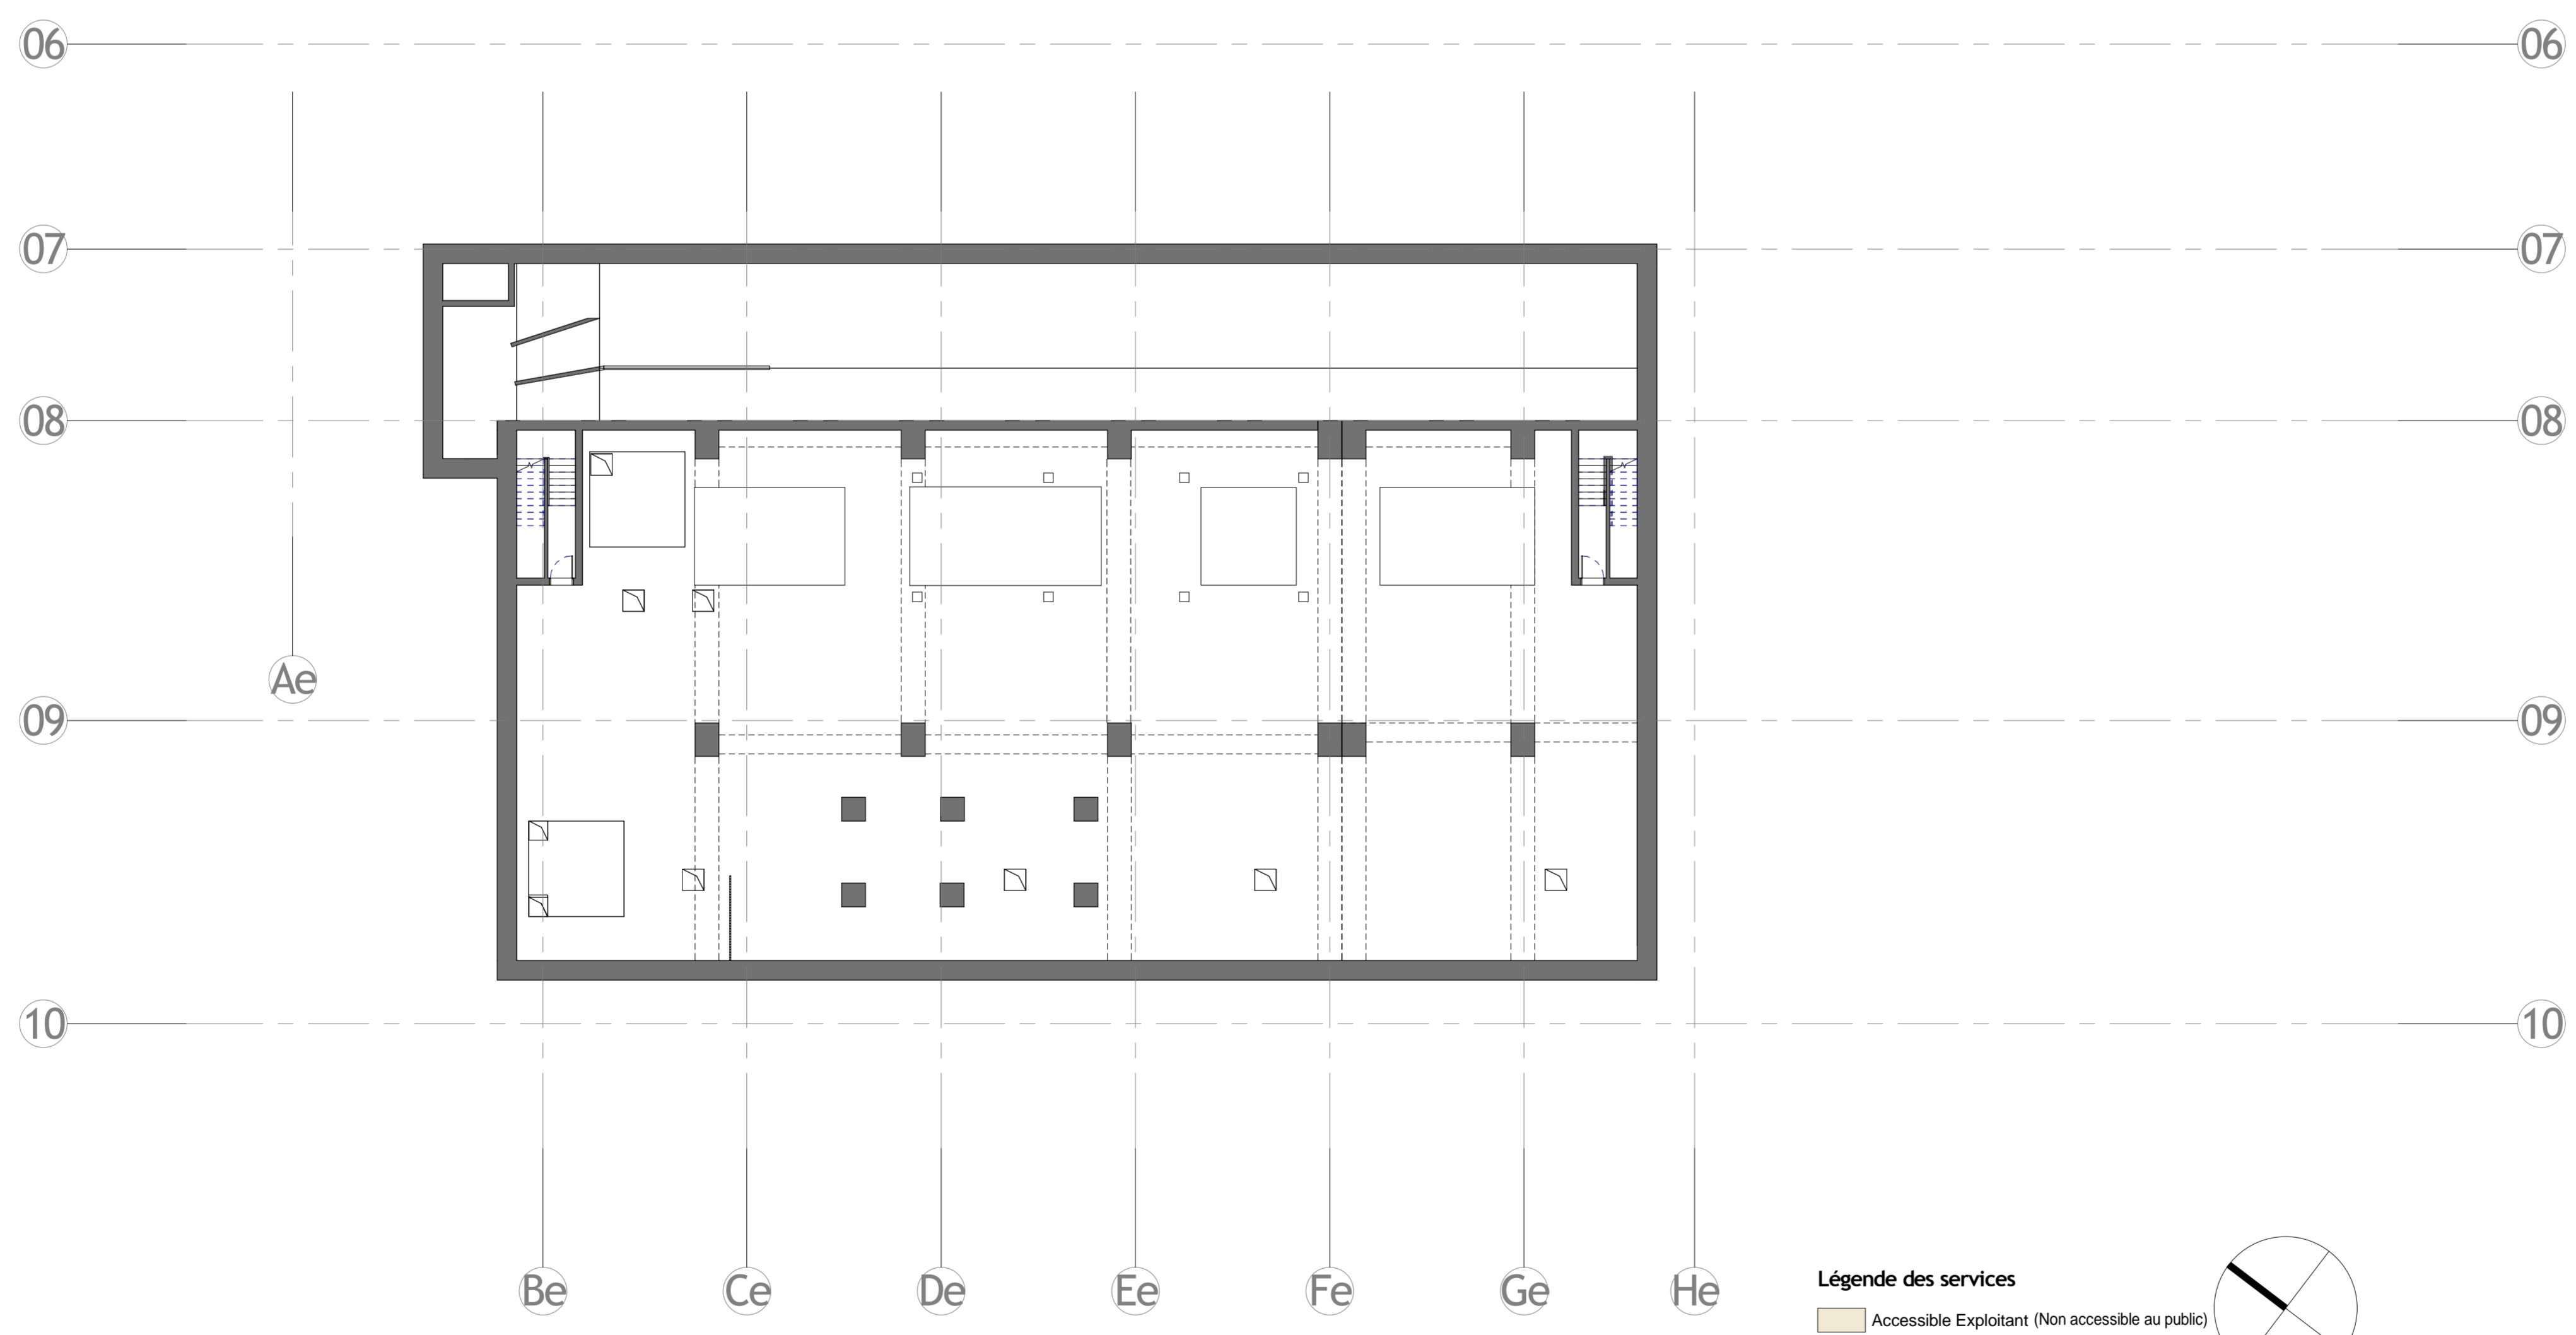 06 06
07 07
08 08
Ae
09 09
10 10
Be Ce De Ee Fe Ge He
Légende des services
Accessible Exploitant (Non accessible au public)